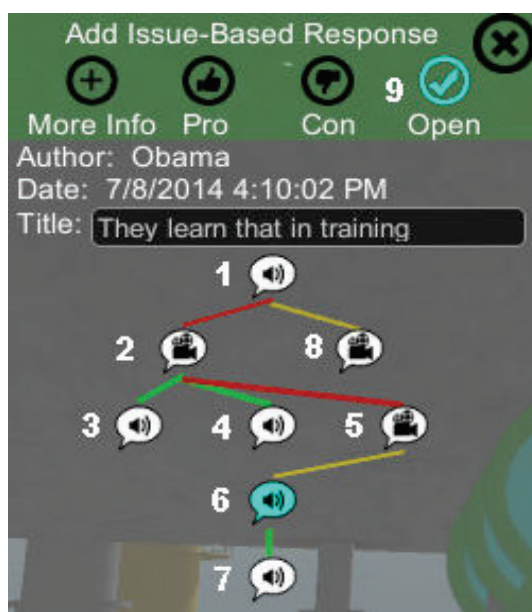 Add Issue-Based Response
9
More Info Pro Con Open
Author: Obama
Date: 7/8/2014 4:10:02 PM
Title: They learn that in training
1
2 8
3 4 5
6
7